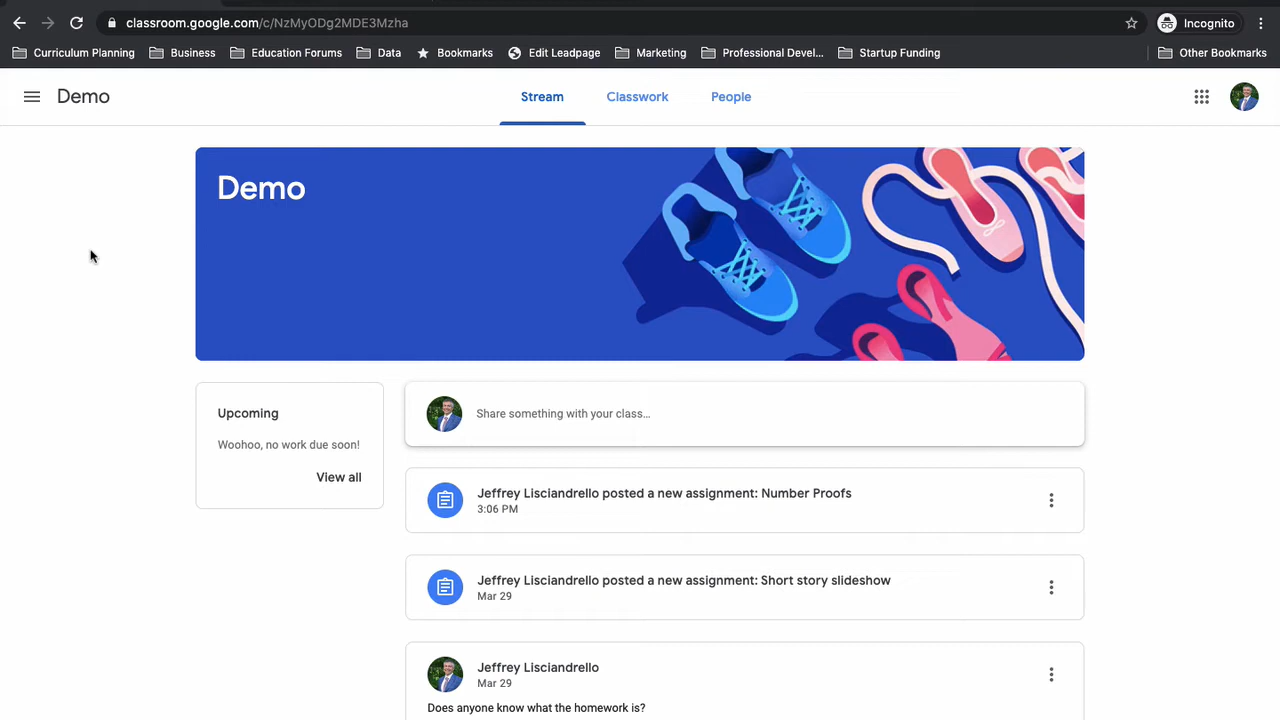 classroom.google.com/c/NzMyODg2MDE3Mzha
Incognito
Curriculum Planning Business Education Forums Data Bookmarks Edit Leadpage Marketing Professional Devel... Startup Funding Other Bookmarks
Demo Stream Classwork People
Demo
Upcoming
Woohoo, no work due soon!
View all
Share something with your class...
Jeffrey Lisciandrello posted a new assignment: Number Proofs
3:06 PM
Jeffrey Lisciandrello posted a new assignment: Short story slideshow
Mar 29
Jeffrey Lisciandrello
Mar 29
Does anyone know what the homework is?